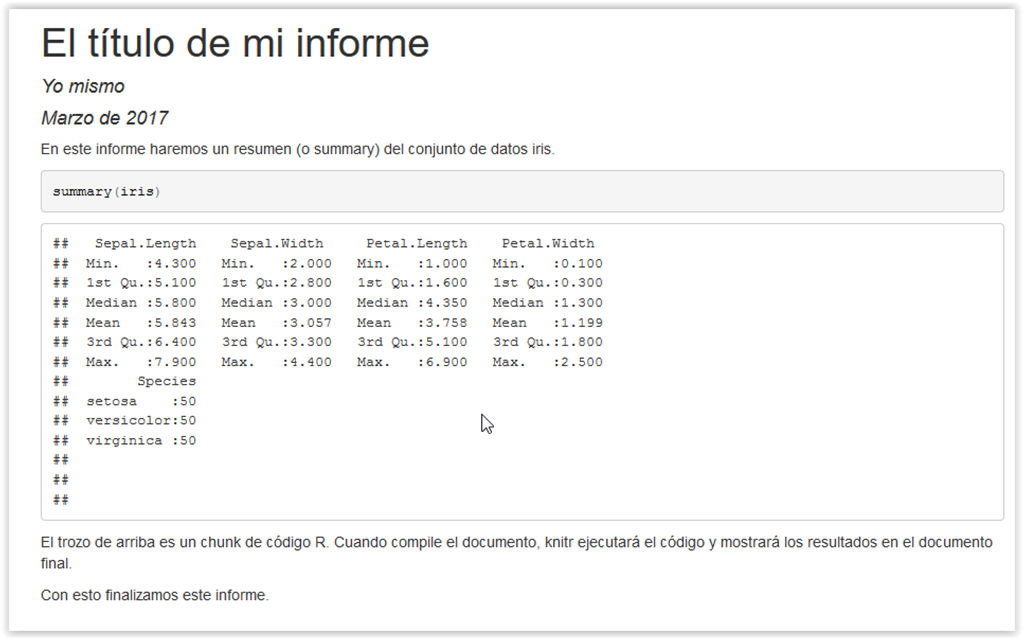 El título de mi informe
Yo mismo
Marzo de 2017
En este informe haremos un resumen (o summary) del conjunto de datos iris.
summary(iris)
##   Sepal.Length    Sepal.Width     Petal.Length    Petal.Width
##  Min.   :4.300   Min.   :2.000   Min.   :1.000   Min.   :0.100
##  1st Qu.:5.100   1st Qu.:2.800   1st Qu.:1.600   1st Qu.:0.300
##  Median :5.800   Median :3.000   Median :4.350   Median :1.300
##  Mean   :5.843   Mean   :3.057   Mean   :3.758   Mean   :1.199
##  3rd Qu.:6.400   3rd Qu.:3.300   3rd Qu.:5.100   3rd Qu.:1.800
##  Max.   :7.900   Max.   :4.400   Max.   :6.900   Max.   :2.500
##        Species
##  setosa    :50
##  versicolor:50
##  virginica :50
##
##
##
El trozo de arriba es un chunk de código R. Cuando compile el documento, knitr ejecutará el código y mostrará los resultados en el documento
final.
Con esto finalizamos este informe.